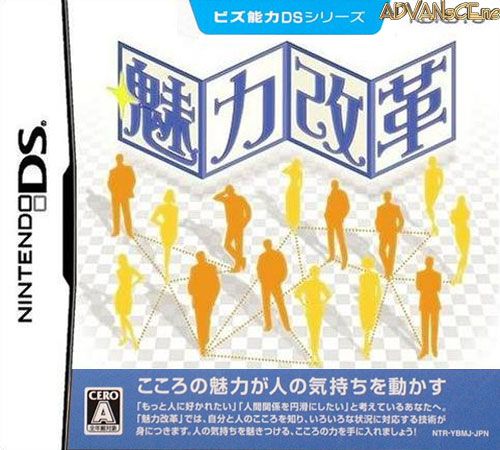 ビズ能力DSシリーズ
ADVANsCEne
魅力改革
NINTENDO DS™
こころの魅力が人の気持ちを動かす
「もっと人に好かれたい」「人間関係を円滑にしたい」と考えているあなたへ。
「魅力改革」では、自分と人のこころを知り、いろいろな状況に対応する技術が
身につきます。人の気持ちを魅きつける、こころの力を手に入れましょう！
CERO
A
全年齢対象
NTR-YBMJ-JPN